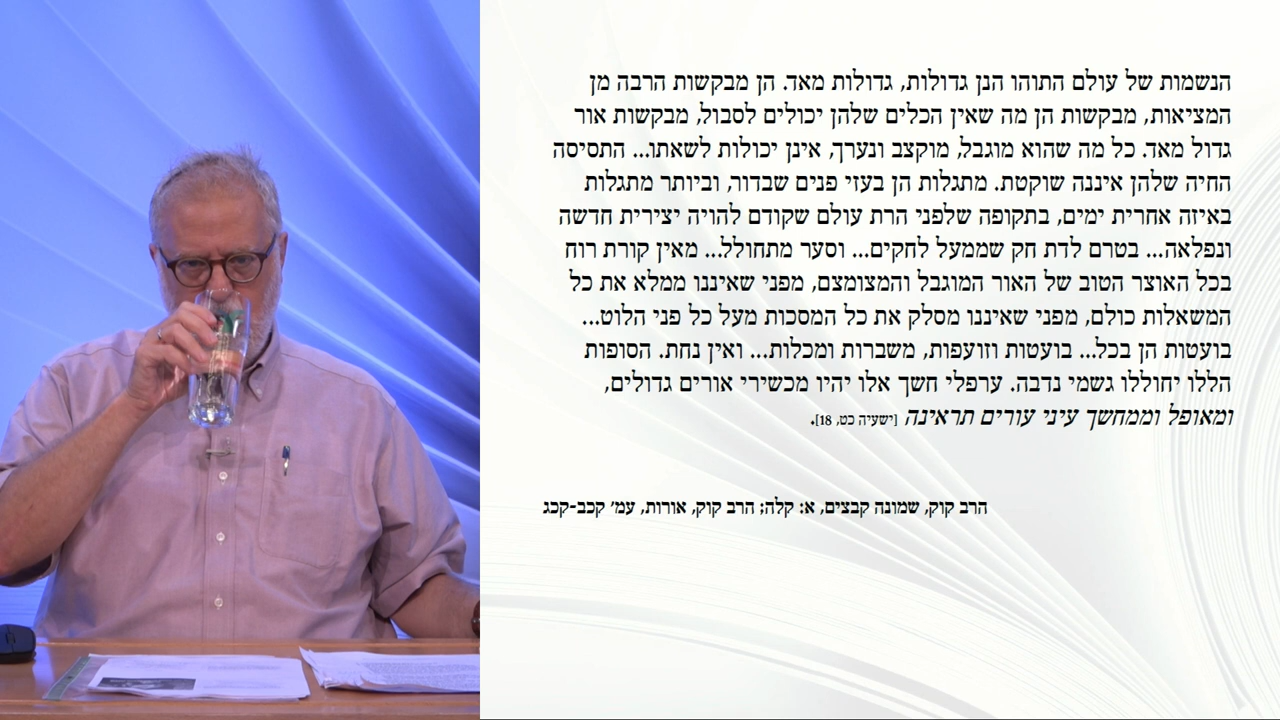 הנשמות של עולם התוהו הנן גדולות, גדולות מאד. הן מבקשות הרבה מן
המציאות, מבקשות הן מה שאין הכלים שלהן יכולים לסבול, מבקשות אור
גדול מאד. כל מה שהוא מוגבל, מוקצב ונערך, אינן יכולות לשאתו... התסיסה
החיה שלהן איננה שוקטת. מתגלות הן בעזי פנים שבדור, וביותר מתגלות
באיזה אחרית ימים, בתקופה שלפני הרת עולם שקודם להויה יצירית חדשה
ונפלאה... בטרם לדת חק שממעל לחקים... וסער מתחולל... מאין קורת רוח
בכל האוצר הטוב של האור המוגבל והמצומצם, מפני שאיננו ממלא את כל
המשאלות כולם, מפני שאיננו מסלק את כל המסכות מעל כל פני הלוט...
בועטות הן בכל... בועטות וזועפות, משברות ומכלות... ואין נחת. הסופות
הללו יחוללו גשמי נדבה. ערפלי חשך אלו יהיו מכשירי אורים גדולים,
ומאופל וממחשך עיני עורים תראינה [ישעיה כט, 18].
הרב קוק, שמונה קבצים, א: קלה; הרב קוק, אורות, עמ׳ קכב-קכג